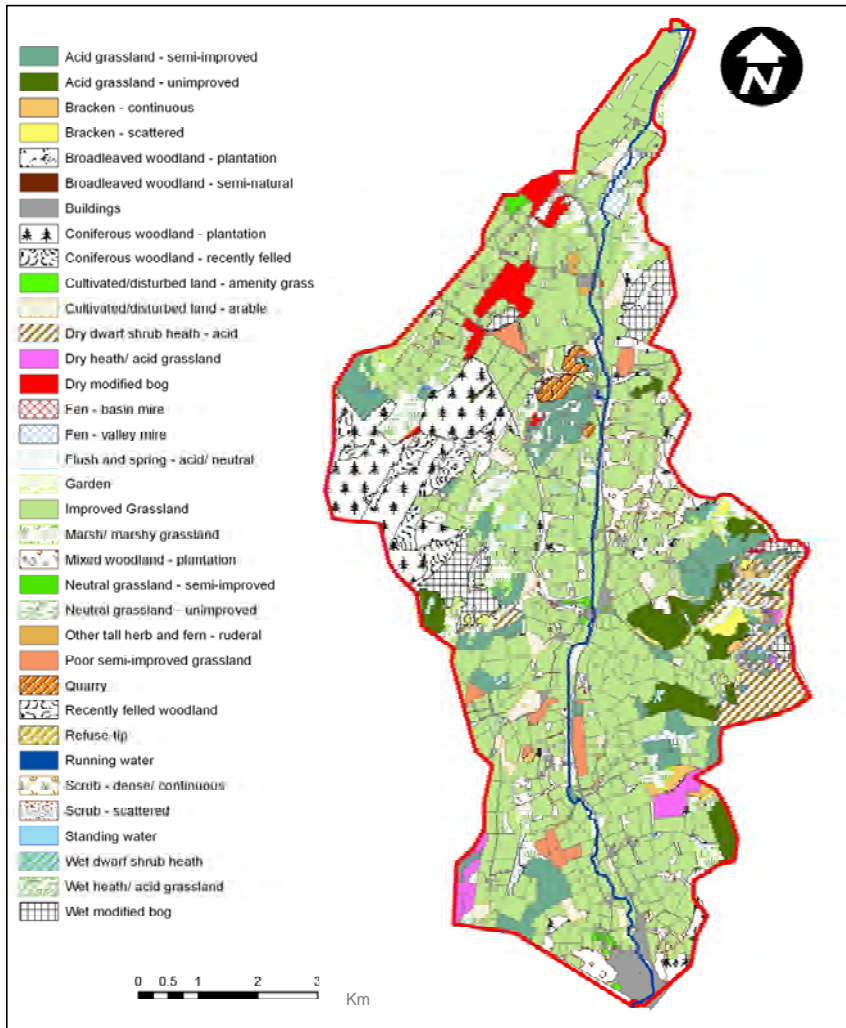 N
Acid grassland - semi-improved
Acid grassland - unimproved
Bracken - continuous
Bracken - scattered
Broadleaved woodland - plantation
Broadleaved woodland - semi-natural
Buildings
Coniferous woodland - plantation
Coniferous woodland - recently felled
Cultivated/disturbed land - amenity grass
Cultivated/disturbed land - arable
Dry dwarf shrub heath - acid
Dry heath/ acid grassland
Dry modified bog
Fen - basin mire
Fen - valley mire
Flush and spring - acid/ neutral
Garden
Improved Grassland
Marsh/ marshy grassland
Mixed woodland - plantation
Neutral grassland - semi-improved
Neutral grassland - unimproved
Other tall herb and fern - ruderal
Poor semi-improved grassland
Quarry
Recently felled woodland
Refuse-tip
Running water
Scrub - dense/ continuous
Scrub - scattered
Standing water
Wet dwarf shrub heath
Wet heath/ acid grassland
Wet modified bog
0 0.5 1 2 3
Km